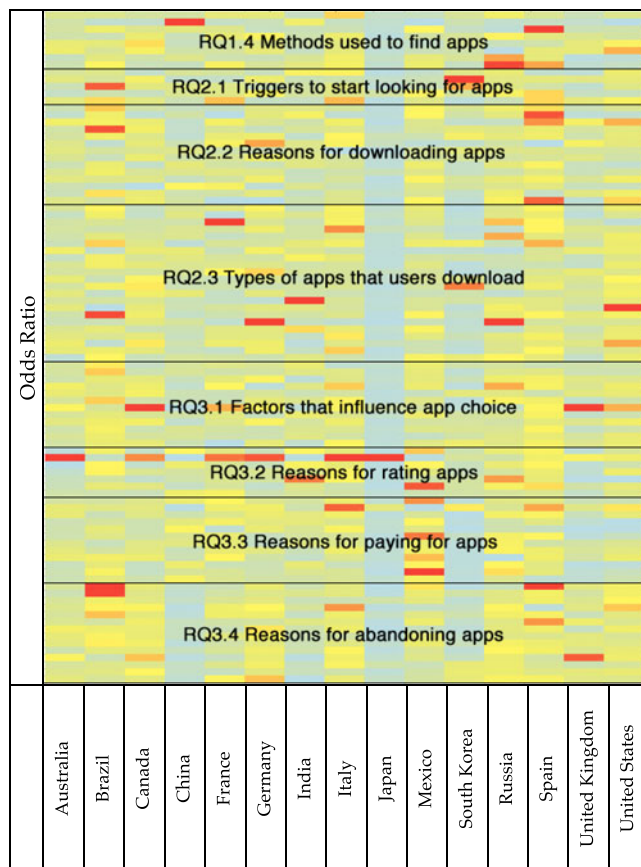 RQ1.4 Methods used to find apps
RQ2.1 Triggers to start looking for apps
RQ2.2 Reasons for downloading apps
RQ2.3 Types of apps that users download
RQ3.1 Factors that influence app choice
RQ3.2 Reasons for rating apps
RQ3.3 Reasons for paying for apps
RQ3.4 Reasons for abandoning apps
Odds Ratio
Australia
Brazil
Canada
China
France
Germany
India
Italy
Japan
Mexico
South Korea
Russia
Spain
United Kingdom
United States